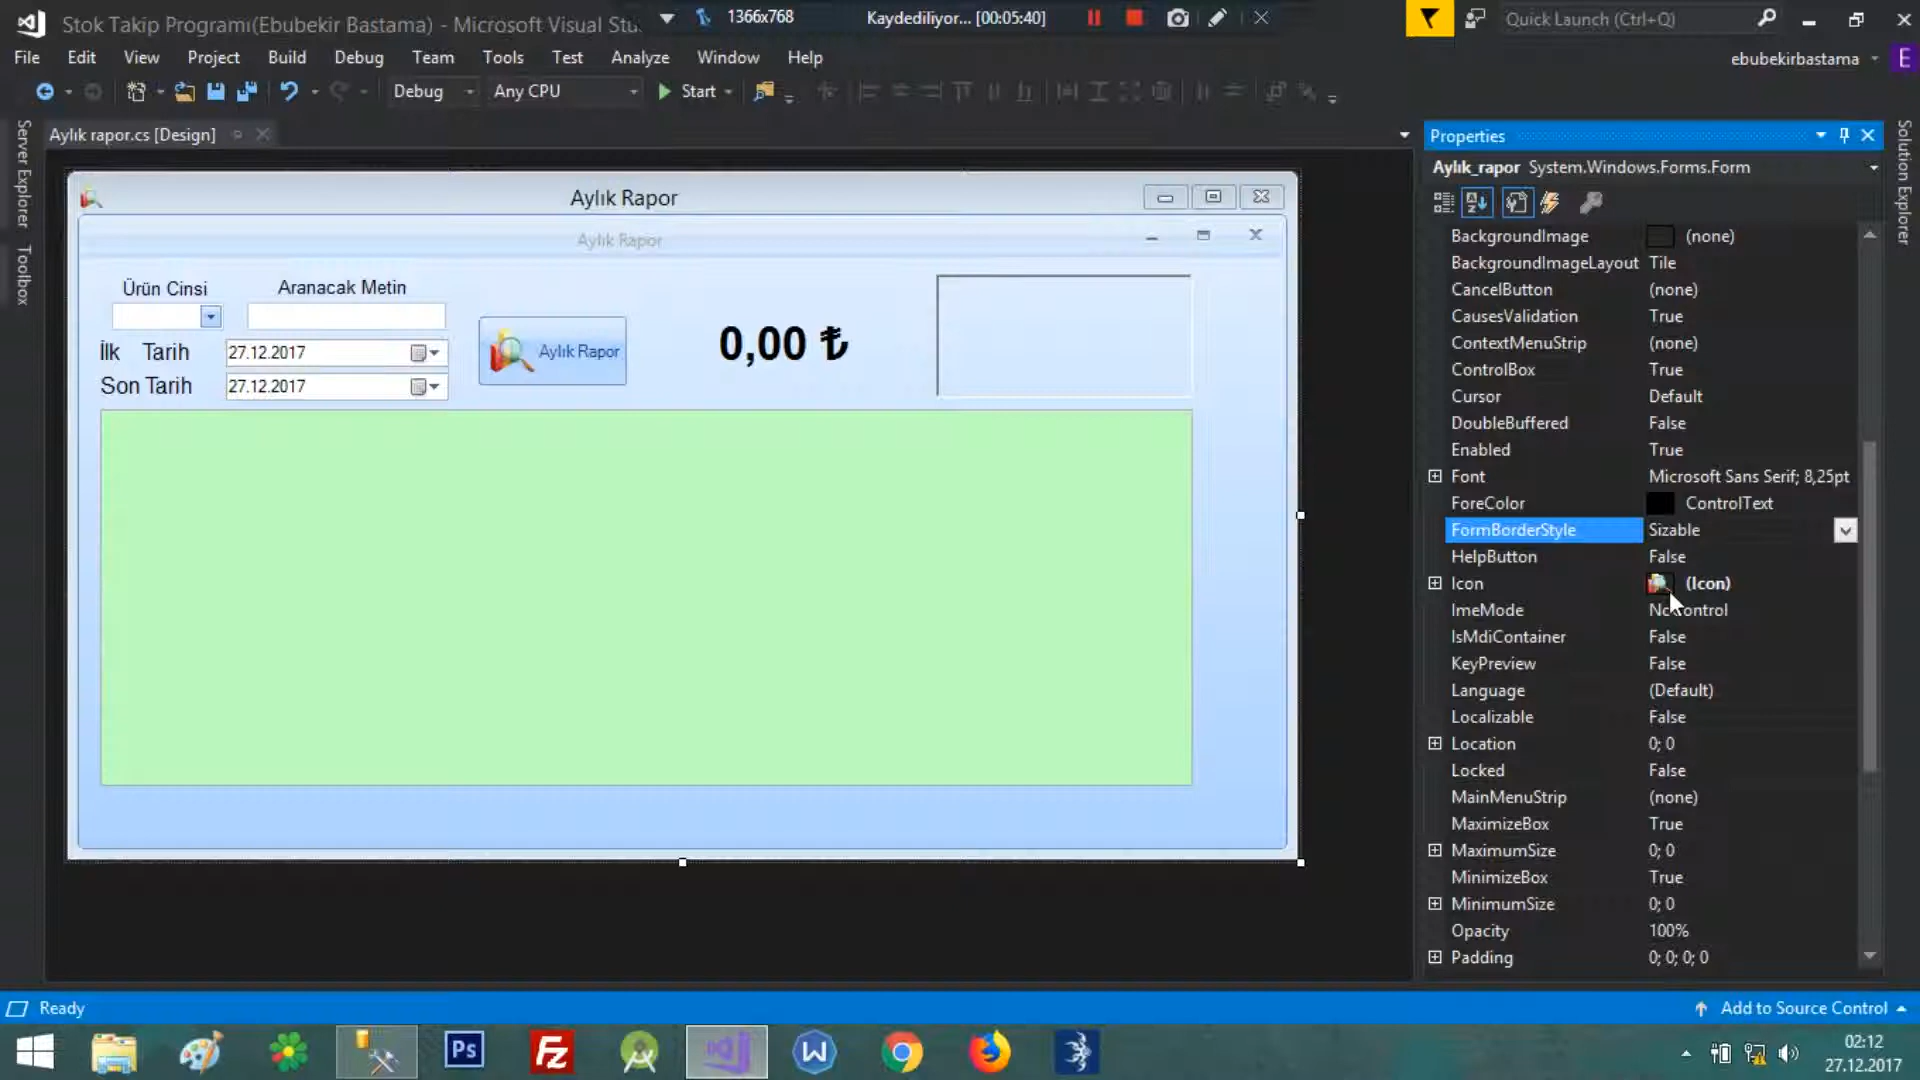 Stok Takip Programı(Ebubekir Bastama) - Microsoft Visual Stu
1366x768
Kaydediliyor... [00:05:40]
Quick Launch (Ctrl+Q)
File Edit View Project Build Debug Team Tools Test Analyze Window Help
ebubekirbastama
E
Debug
Any CPU
Start
Server Explorer
Toolbox
Aylık rapor.cs [Design]
Aylık Rapor
Aylık Rapor
Ürün Cinsi
Aranacak Metin
İlk Tarih
27.12.2017
Son Tarih
27.12.2017
Aylık Rapor
0,00 ₺
Properties
Solution Explorer
Aylık_rapor System.Windows.Forms.Form
BackgroundImage (none)
BackgroundImageLayout Tile
CancelButton (none)
CausesValidation True
ContextMenuStrip (none)
ControlBox True
Cursor Default
DoubleBuffered False
Enabled True
Font Microsoft Sans Serif; 8,25pt
ForeColor ControlText
FormBorderStyle Sizable
HelpButton False
Icon (Icon)
ImeMode NoControl
IsMdiContainer False
KeyPreview False
Language (Default)
Localizable False
Location 0; 0
Locked False
MainMenuStrip (none)
MaximizeBox True
MaximumSize 0; 0
MinimizeBox True
MinimumSize 0; 0
Opacity 100%
Padding 0; 0; 0; 0
Ready
Add to Source Control
Ps
Fz
W
02:12
27.12.2017